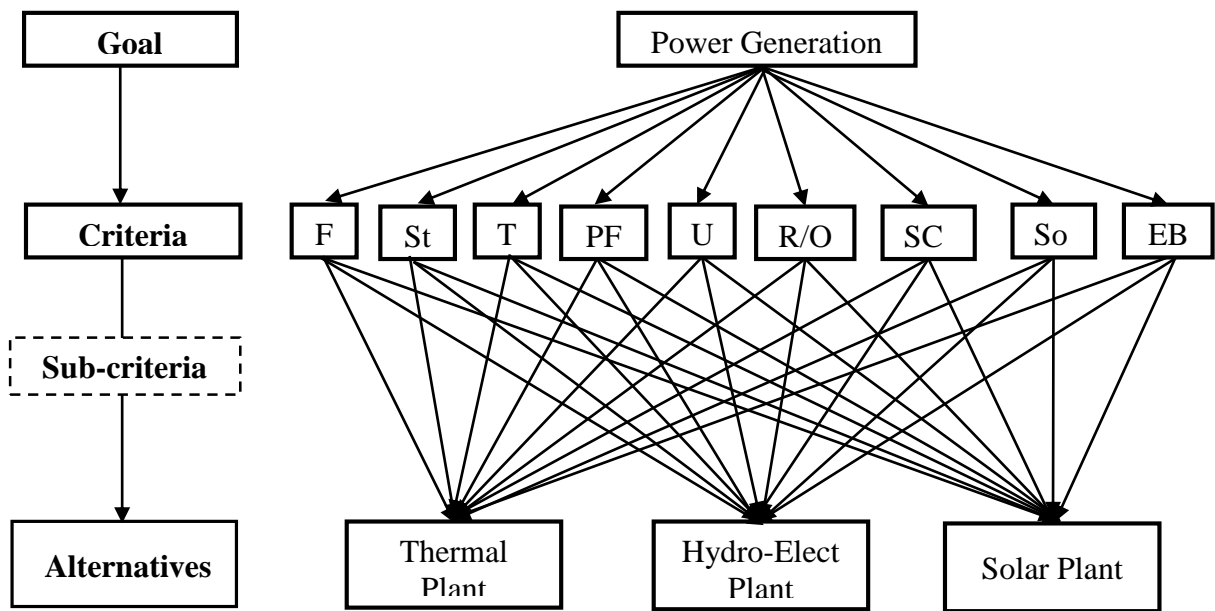 Goal
Power Generation
Criteria
F
St
T
PF
U
R/O
SC
So
EB
Sub-criteria
Alternatives
Thermal
Plant
Hydro-Elect
Plant
Solar Plant